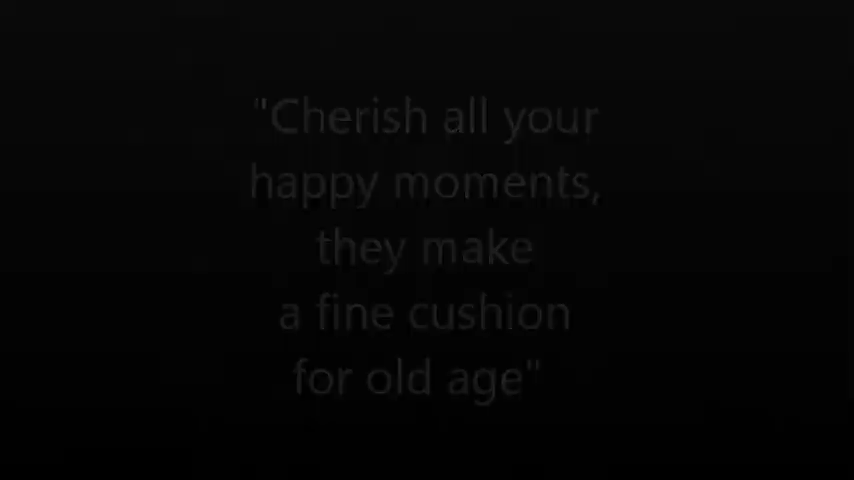 "Cherish all your
happy moments,
they make
a fine cushion
for old age"